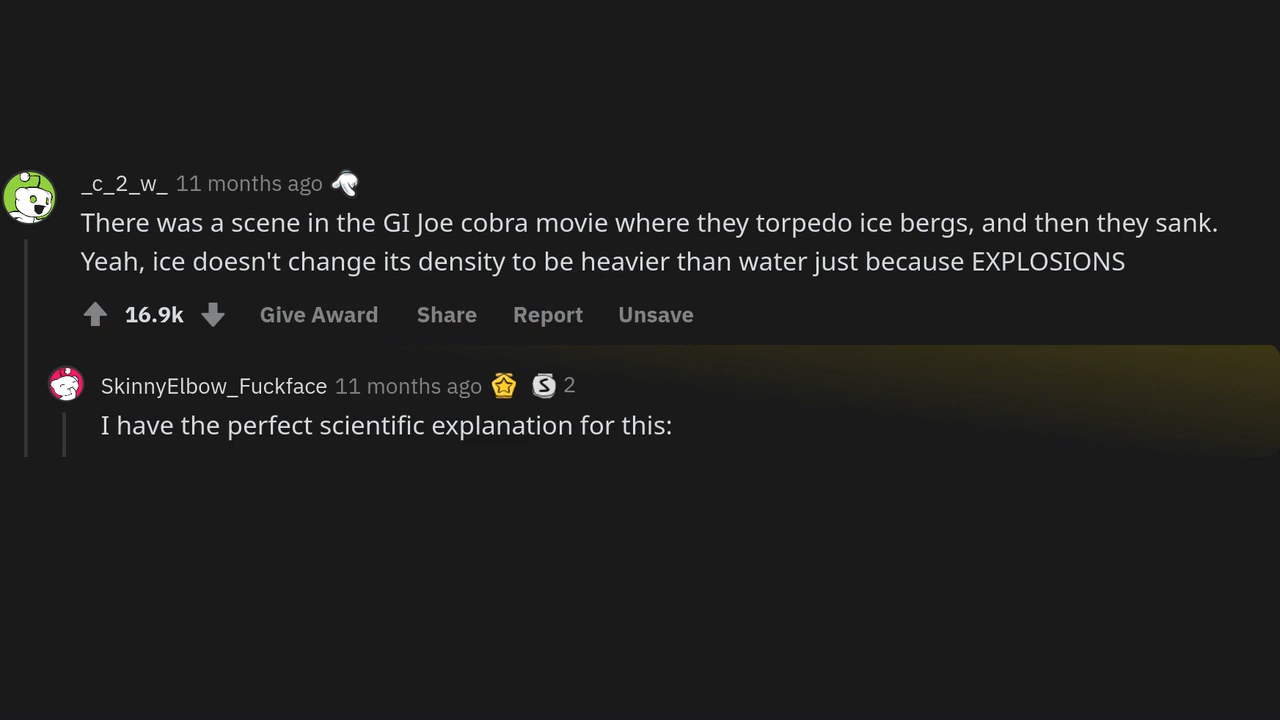 _c_2_w_ 11 months ago
There was a scene in the GI Joe cobra movie where they torpedo ice bergs, and then they sank.
Yeah, ice doesn't change its density to be heavier than water just because EXPLOSIONS
16.9k Give Award Share Report Unsave
SkinnyElbow_Fuckface 11 months ago S 2
I have the perfect scientific explanation for this: